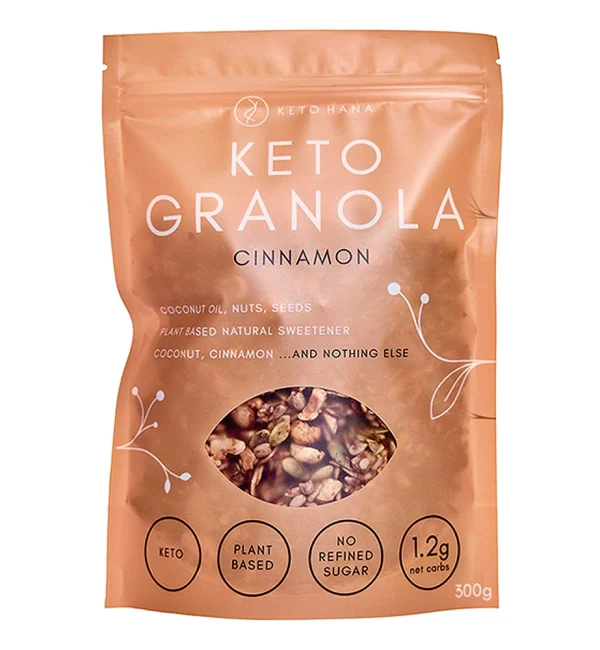 KETO HANA
KETO
GRANOLA
CINNAMON
COCONUT OIL, NUTS, SEEDS
PLANT BASED NATURAL SWEETENER
COCONUT, CINNAMON ...AND NOTHING ELSE
KETO
PLANT
BASED
NO
REFINED
SUGAR
1.2g
net carbs
300g